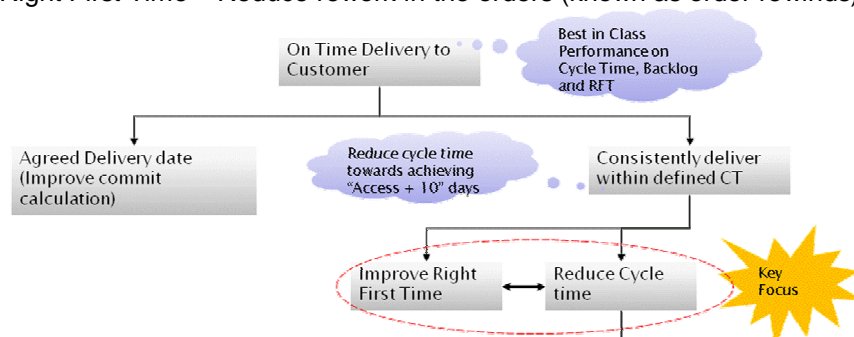 Right First Time – Reduce rework in the orders (known as order rewinds)
On Time Delivery to
Customer
Best in Class
Performance on
Cycle Time, Backlog
and RFT
Agreed Delivery date
(Improve commit
calculation)
Reduce cycle time
towards achieving
"Access + 10" days
Consistently deliver
within defined CT
Improve Right
First Time
Reduce Cycle
time
Key
Focus